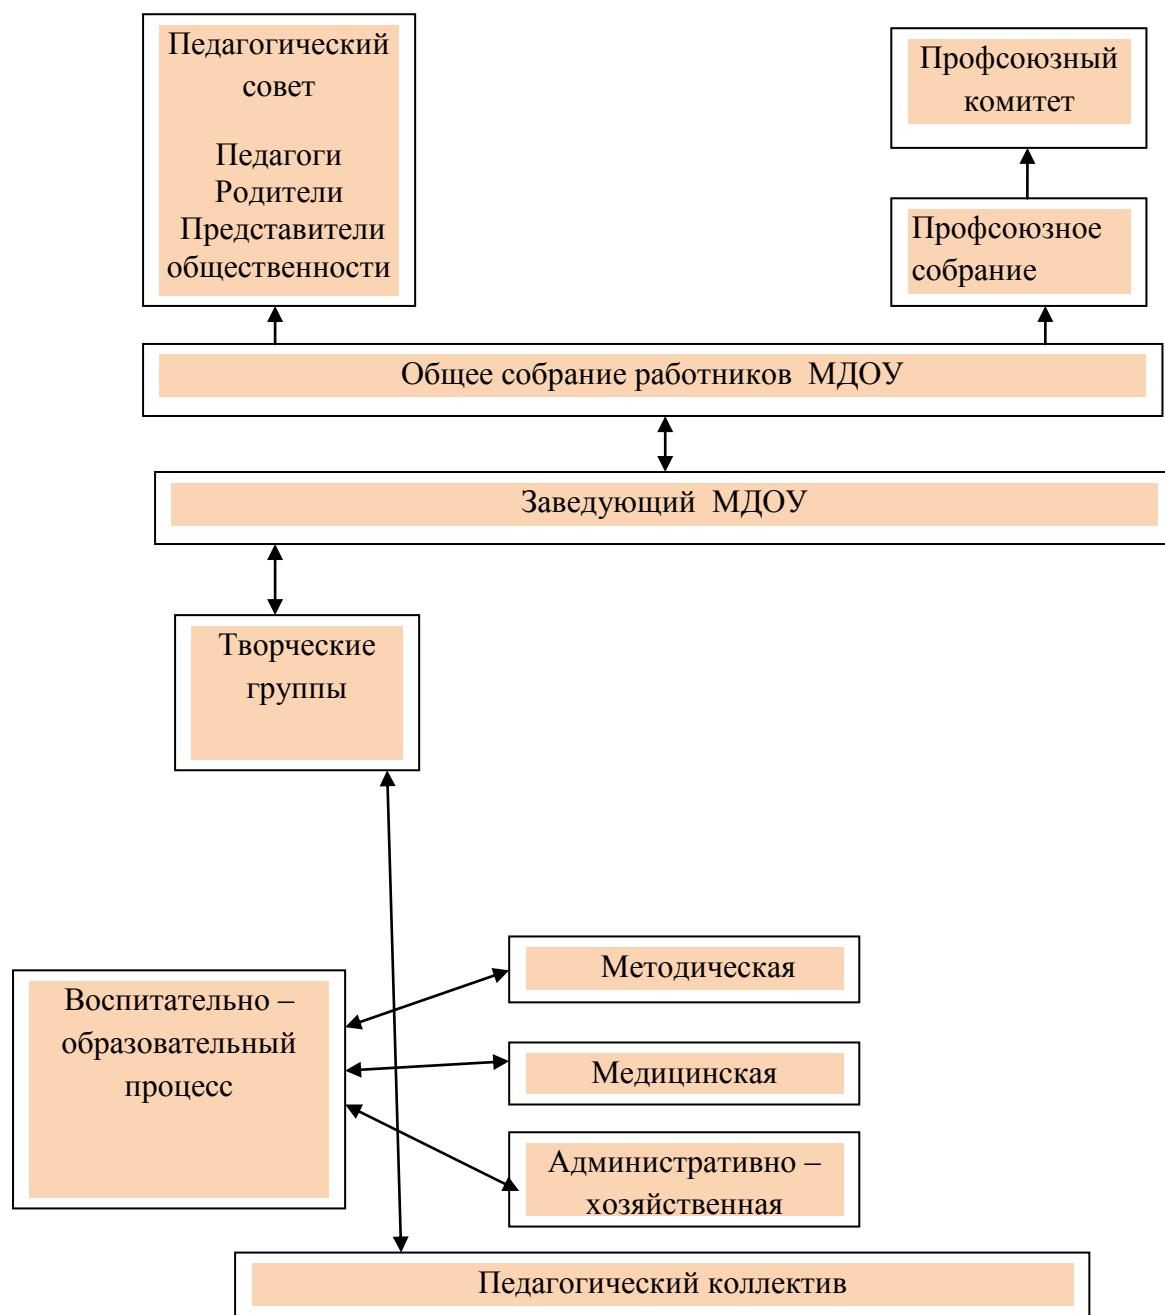 Педагогический
совет
Педагоги
Родители
Представители
общественности
Профсоюзный
комитет
Профсоюзное
собрание
Общее собрание работников МДОУ
Заведующий МДОУ
Творческие
группы
Воспитательно –
образовательный
процесс
Методическая
Медицинская
Административно –
хозяйственная
Педагогический коллектив